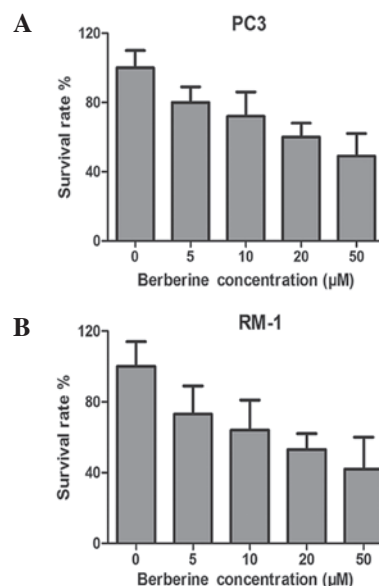 A
PC3
120
80
40
0
Survival rate %
0 5 10 20 50
Berberine concentration (µM)
B
RM-1
120
80
40
0
Survival rate %
0 5 10 20 50
Berberine concentration (µM)